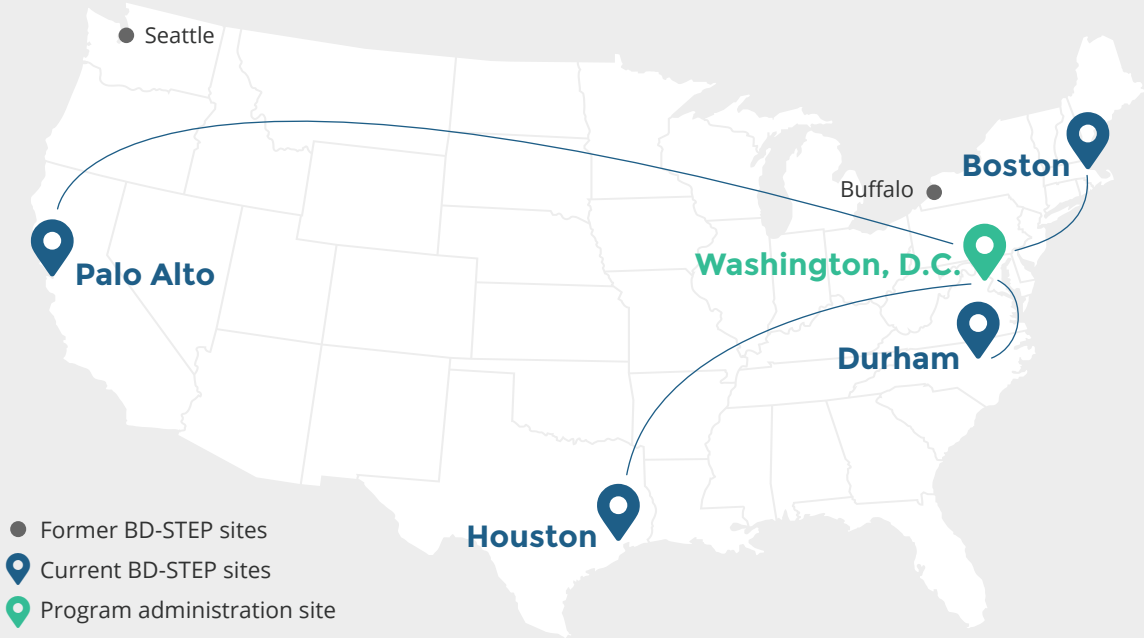 Seattle
Boston
Buffalo
Washington, D.C.
Palo Alto
Durham
Houston
Former BD-STEP sites
Current BD-STEP sites
Program administration site